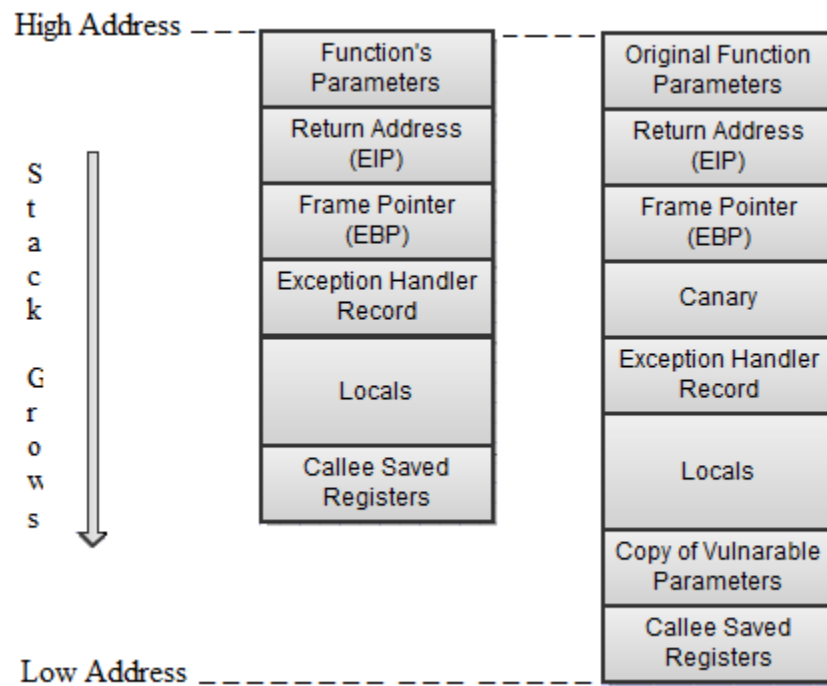 High Address
Function's
Parameters
Return Address
(EIP)
Frame Pointer
(EBP)
Exception Handler
Record
Locals
Callee Saved
Registers
Original Function
Parameters
Return Address
(EIP)
Frame Pointer
(EBP)
Canary
Exception Handler
Record
Locals
Copy of Vulnarable
Parameters
Callee Saved
Registers
Stack Grows
Low Address